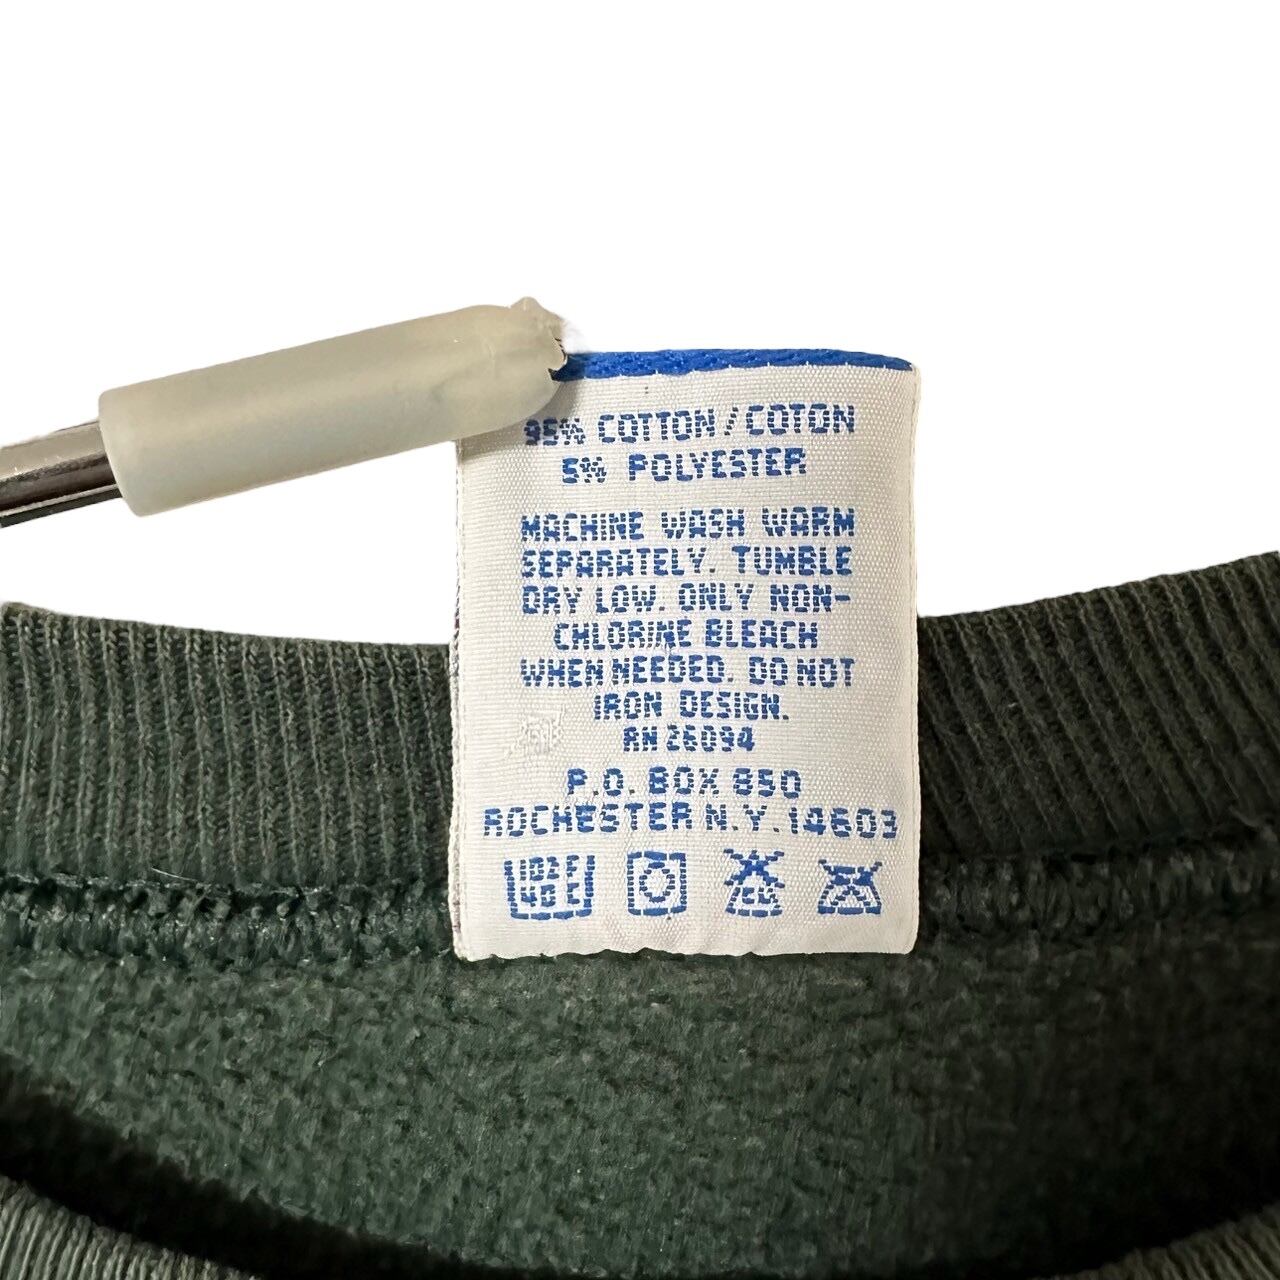 95% COTTON / COTON
5% POLYESTER
MACHINE WASH WARM
SEPARATELY. TUMBLE
DRY LOW. ONLY NON-
CHLORINE BLEACH
WHEN NEEDED. DO NOT
IRON DESIGN.
RN 26094
P.O. BOX 850
ROCHESTER N.Y. 14603